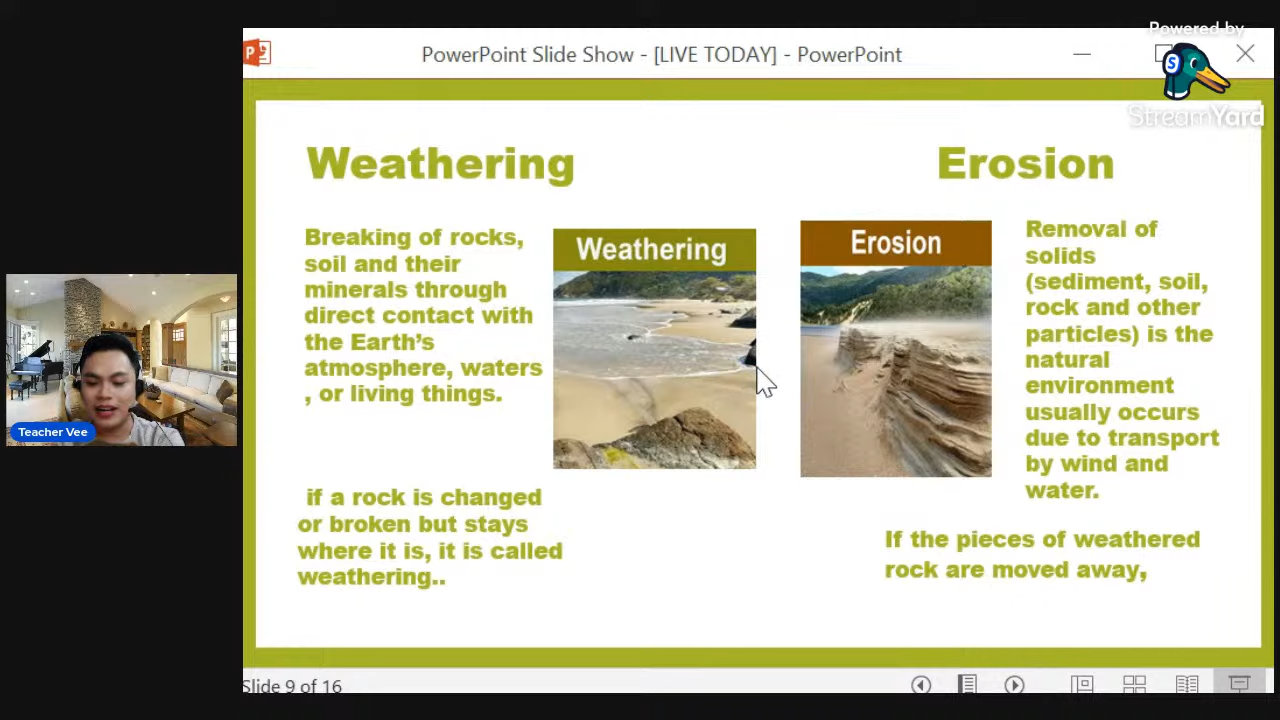 Powered by
PowerPoint Slide Show - [LIVE TODAY] - PowerPoint
StreamYard
Weathering
Erosion
Breaking of rocks,
soil and their
minerals through
direct contact with
the Earth’s
atmosphere, waters
, or living things.
Weathering
Erosion
Removal of
solids
(sediment, soil,
rock and other
particles) is the
natural
environment
usually occurs
due to transport
by wind and
water.
if a rock is changed
or broken but stays
where it is, it is called
weathering..
If the pieces of weathered
rock are moved away,
Teacher Vee
Slide 9 of 16